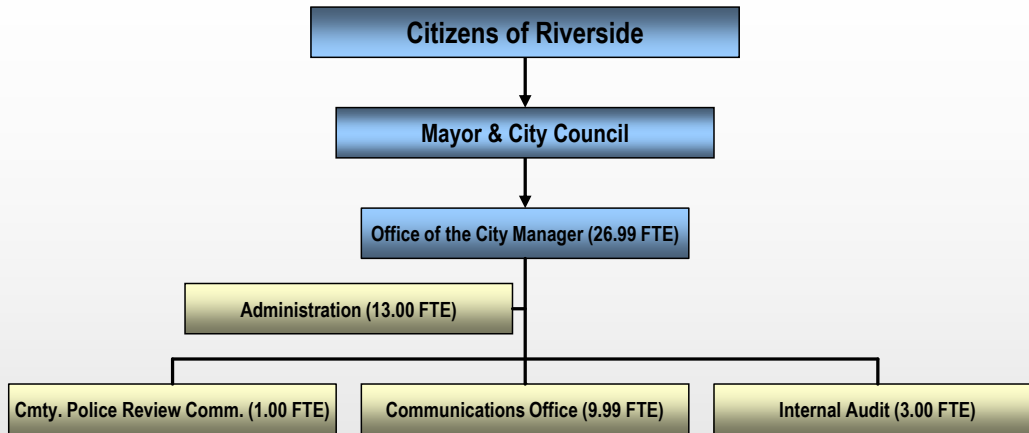 Citizens of Riverside
Mayor & City Council
Office of the City Manager (26.99 FTE)
Administration (13.00 FTE)
Cmty. Police Review Comm. (1.00 FTE)
Communications Office (9.99 FTE)
Internal Audit (3.00 FTE)